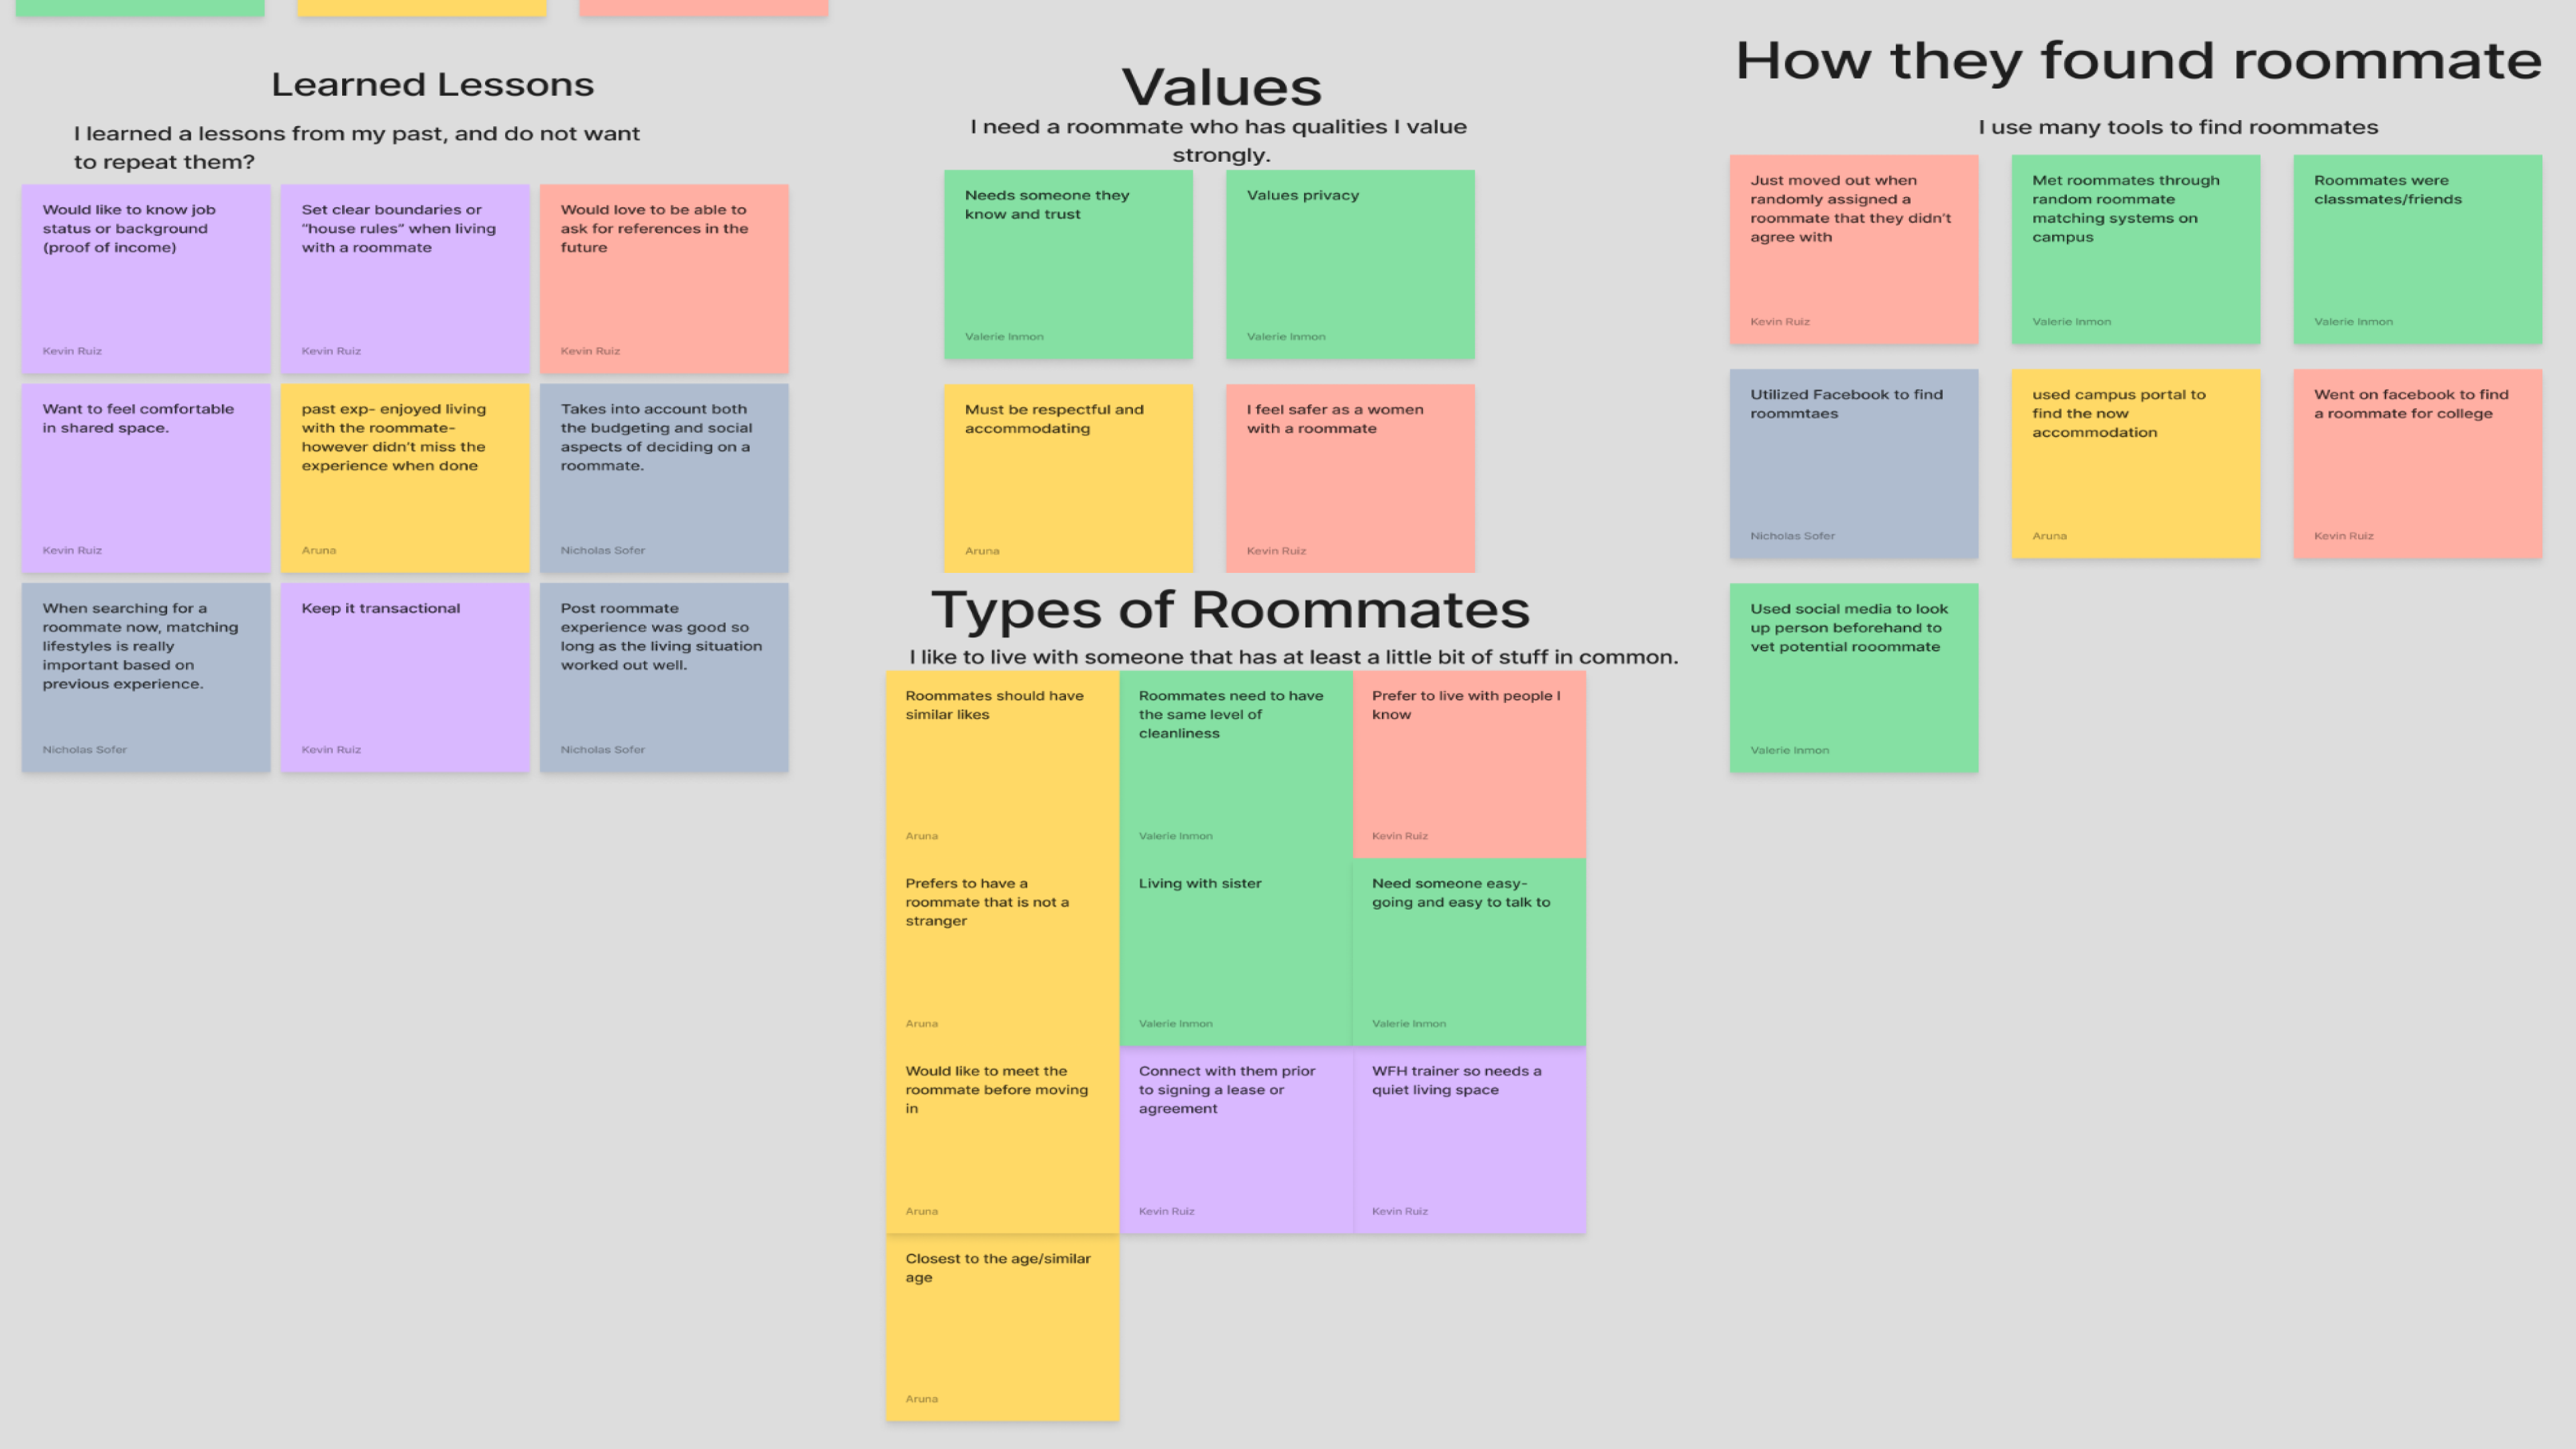 Learned Lessons
I learned a lessons from my past, and do not want
to repeat them?
Would like to know job
status or background
(proof of income)
Kevin Ruiz
Set clear boundaries or
"house rules" when living
with a roommate
Kevin Ruiz
Would love to be able to
ask for references in the
future
Kevin Ruiz
Want to feel comfortable
in shared space.
Kevin Ruiz
past exp- enjoyed living
with the roommate-
however didn't miss the
experience when done
Aruna
Takes into account both
the budgeting and social
aspects of deciding on a
roommate.
Nicholas Sofer
When searching for a
roommate now, matching
lifestyles is really
important based on
previous experience.
Nicholas Sofer
Keep it transactional
Kevin Ruiz
Post roommate
experience was good so
long as the living situation
worked out well.
Nicholas Sofer
Values
I need a roommate who has qualities I value
strongly.
Needs someone they
know and trust
Valerie Inmon
Values privacy
Valerie Inmon
Must be respectful and
accommodating
Aruna
I feel safer as a women
with a roommate
Kevin Ruiz
Types of Roommates
I like to live with someone that has at least a little bit of stuff in common.
Roommates should have
similar likes
Aruna
Roommates need to have
the same level of
cleanliness
Valerie Inmon
Prefer to live with people I
know
Kevin Ruiz
Prefers to have a
roommate that is not a
stranger
Aruna
Living with sister
Valerie Inmon
Need someone easy-
going and easy to talk to
Valerie Inmon
Would like to meet the
roommate before moving
in
Aruna
Connect with them prior
to signing a lease or
agreement
Kevin Ruiz
WFH trainer so needs a
quiet living space
Kevin Ruiz
Closest to the age/similar
age
Aruna
How they found roommate
I use many tools to find roommates
Just moved out when
randomly assigned a
roommate that they didn't
agree with
Kevin Ruiz
Met roommates through
random roommate
matching systems on
campus
Valerie Inmon
Roommates were
classmates/friends
Valerie Inmon
Utilized Facebook to find
roommtaes
Nicholas Sofer
used campus portal to
find the now
accommodation
Aruna
Went on facebook to find
a roommate for college
Kevin Ruiz
Used social media to look
up person beforehand to
vet potential rooommate
Valerie Inmon